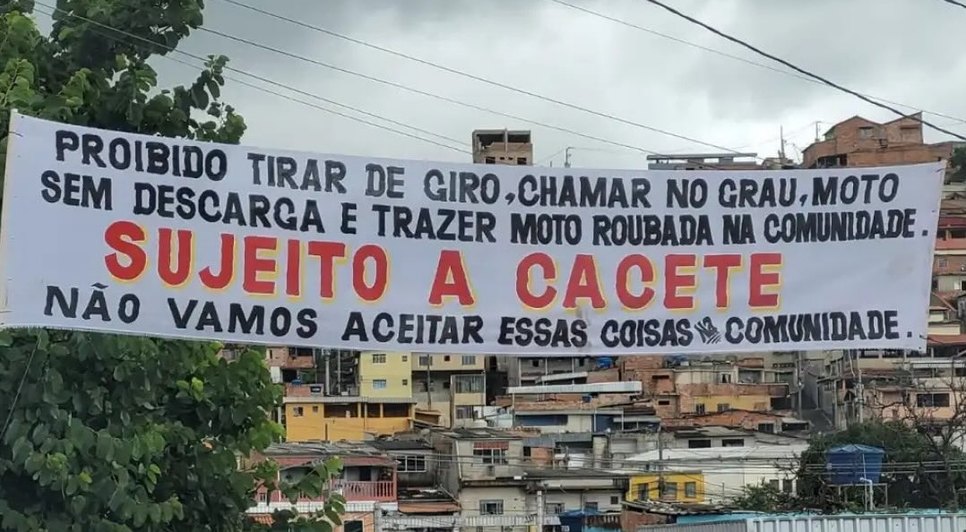 PROIBIDO TIRAR DE GIRO, CHAMAR NO GRAU, MOTO
SEM DESCARGA E TRAZER MOTO ROUBADA NA COMUNIDADE.
SUJEITO A CACETE
NÃO VAMOS ACEITAR ESSAS COISAS NA COMUNIDADE.